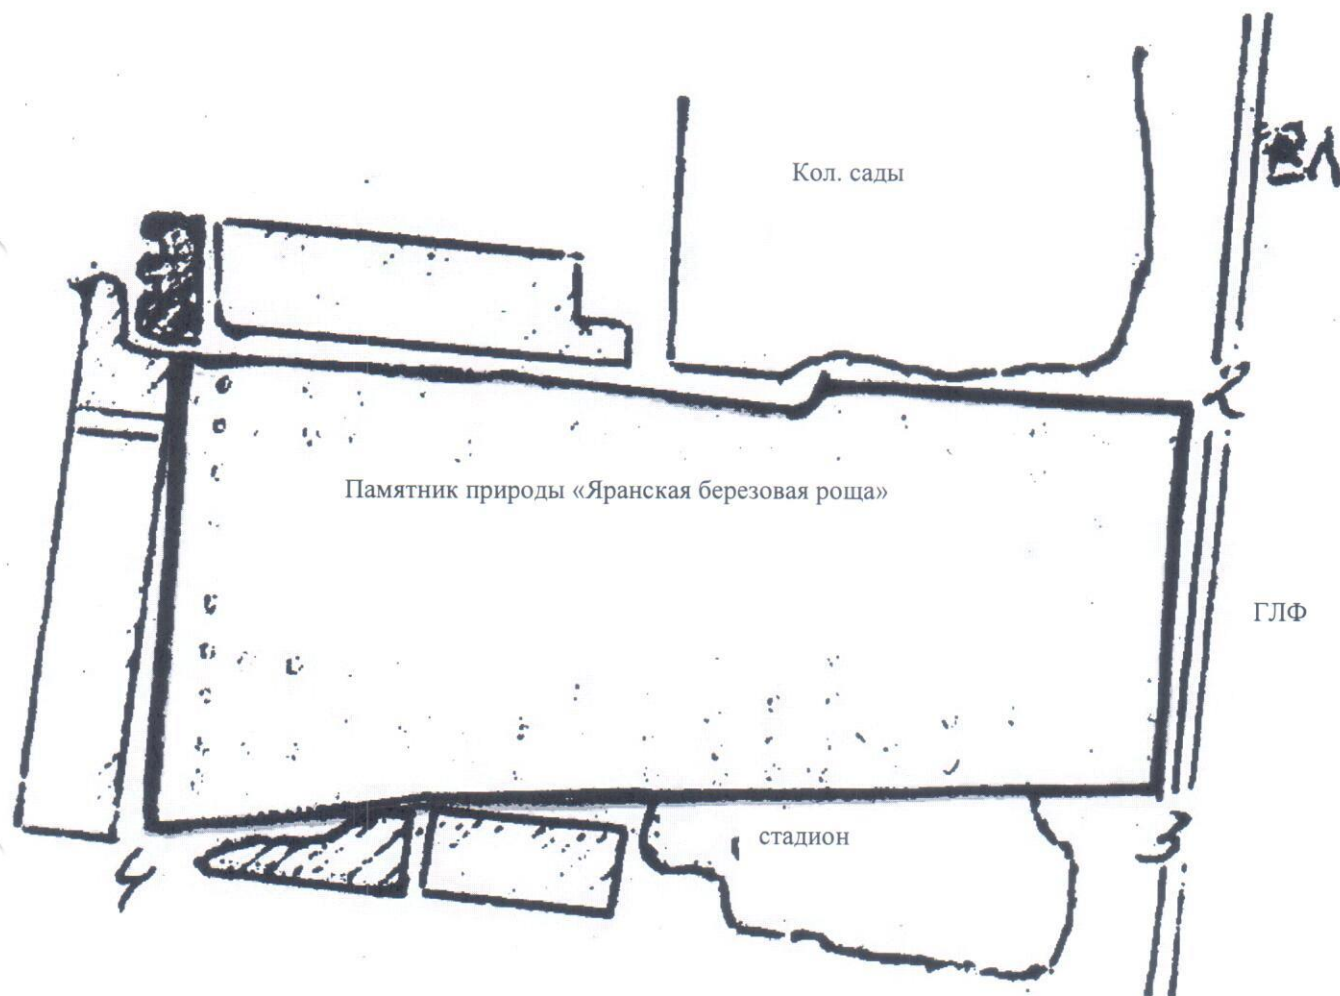 Кол. сады
2
Памятник природы «Яранская березовая роща»
ГЛФ
стадион
3
4